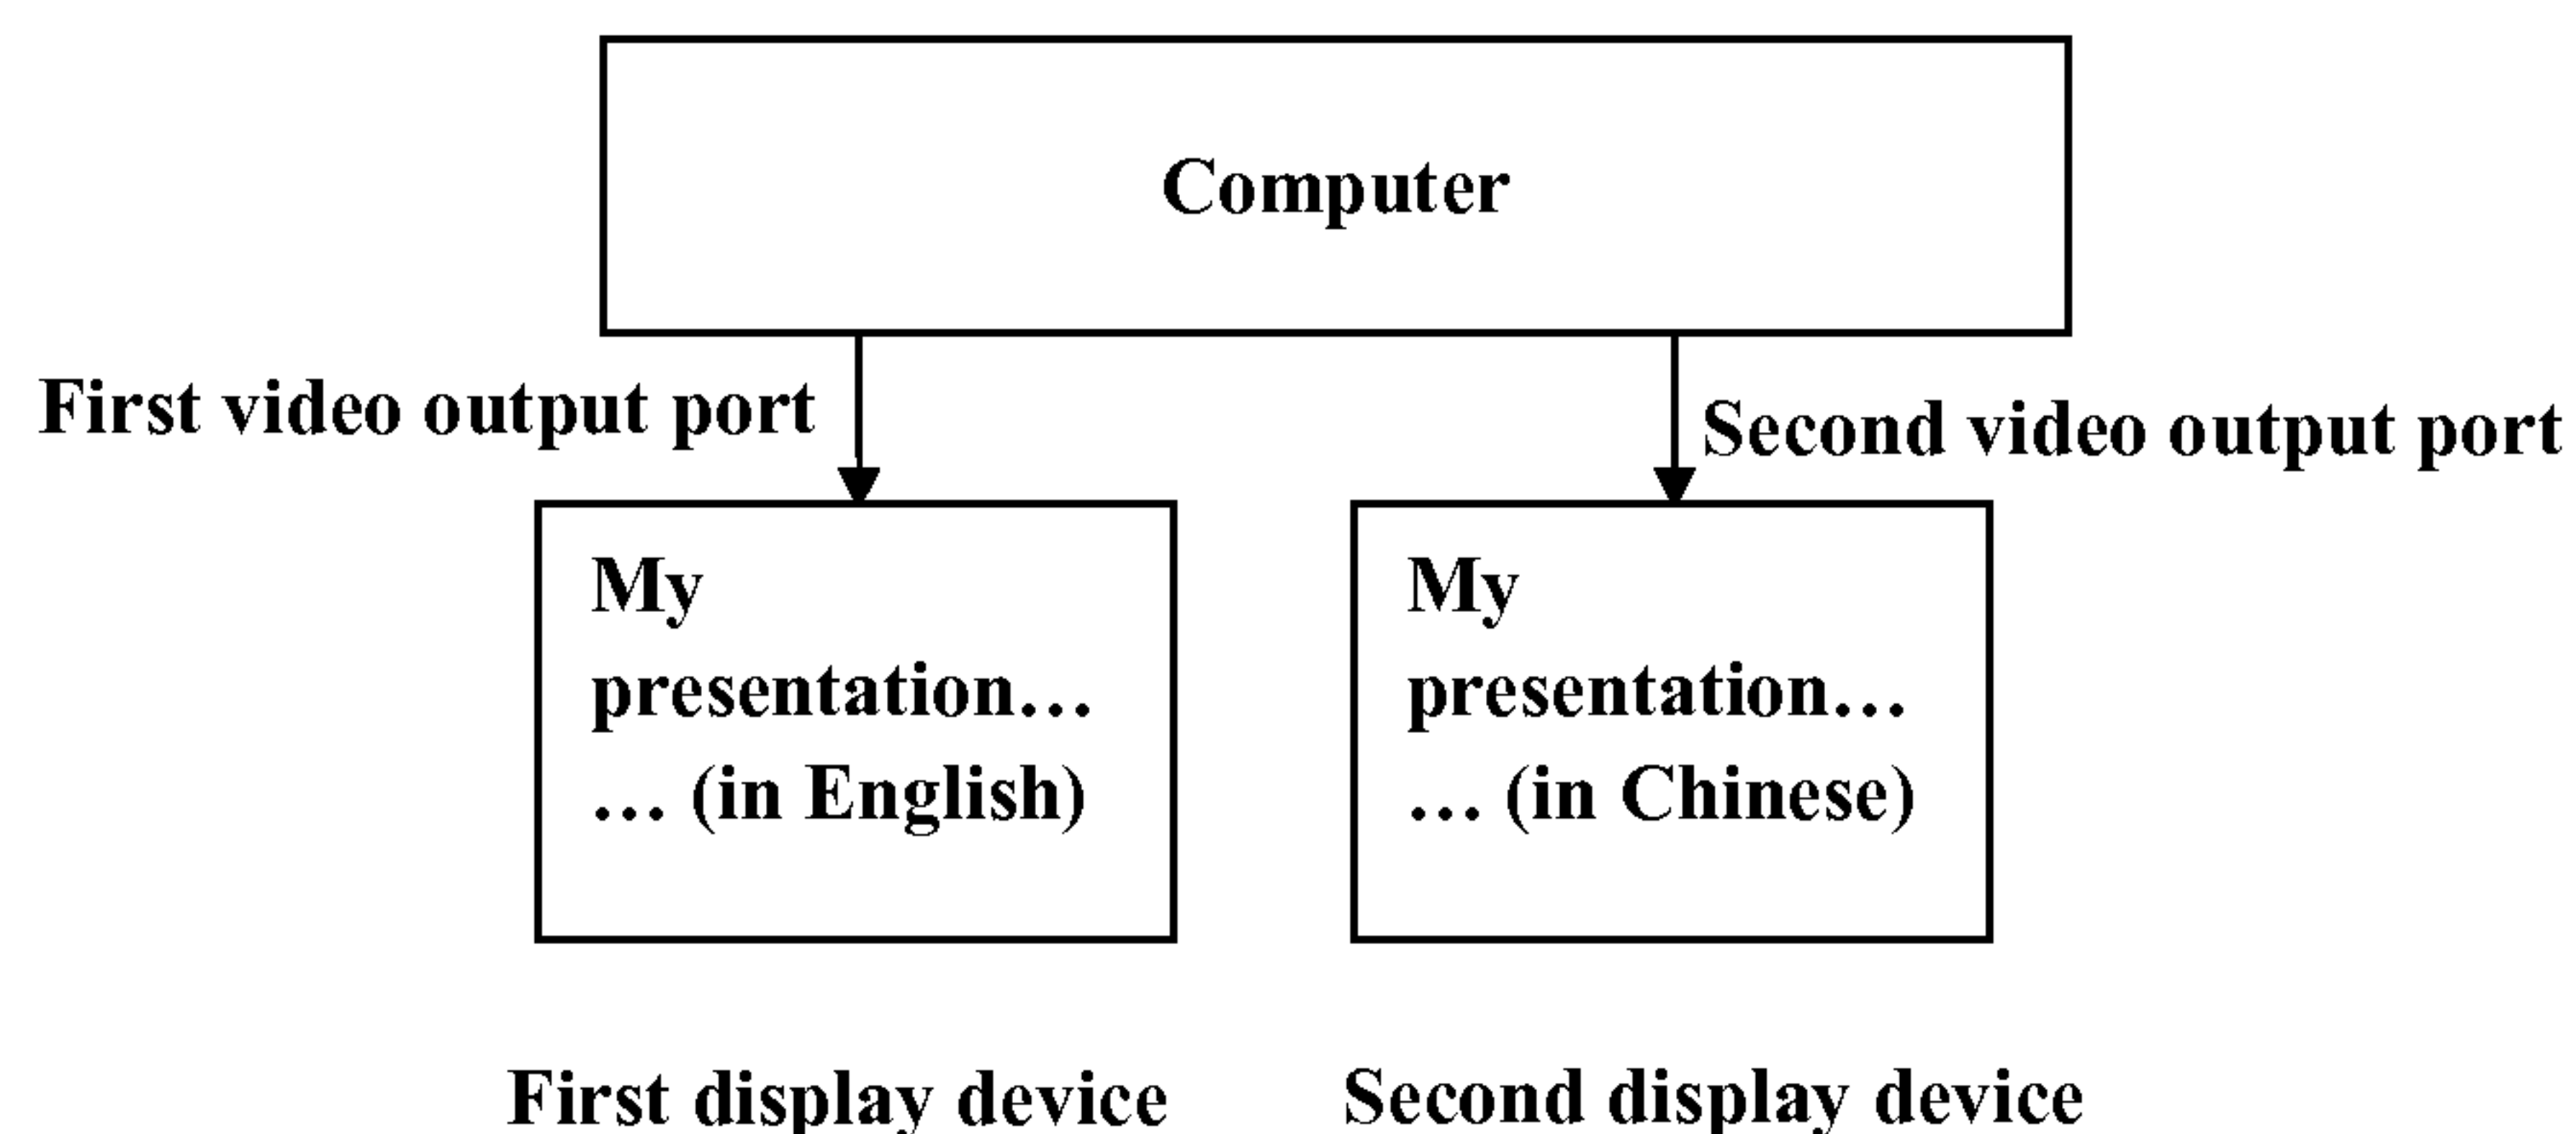 Computer
First video output port
Second video output port
My
presentation…
… (in English)
My
presentation…
… (in Chinese)
First display device
Second display device